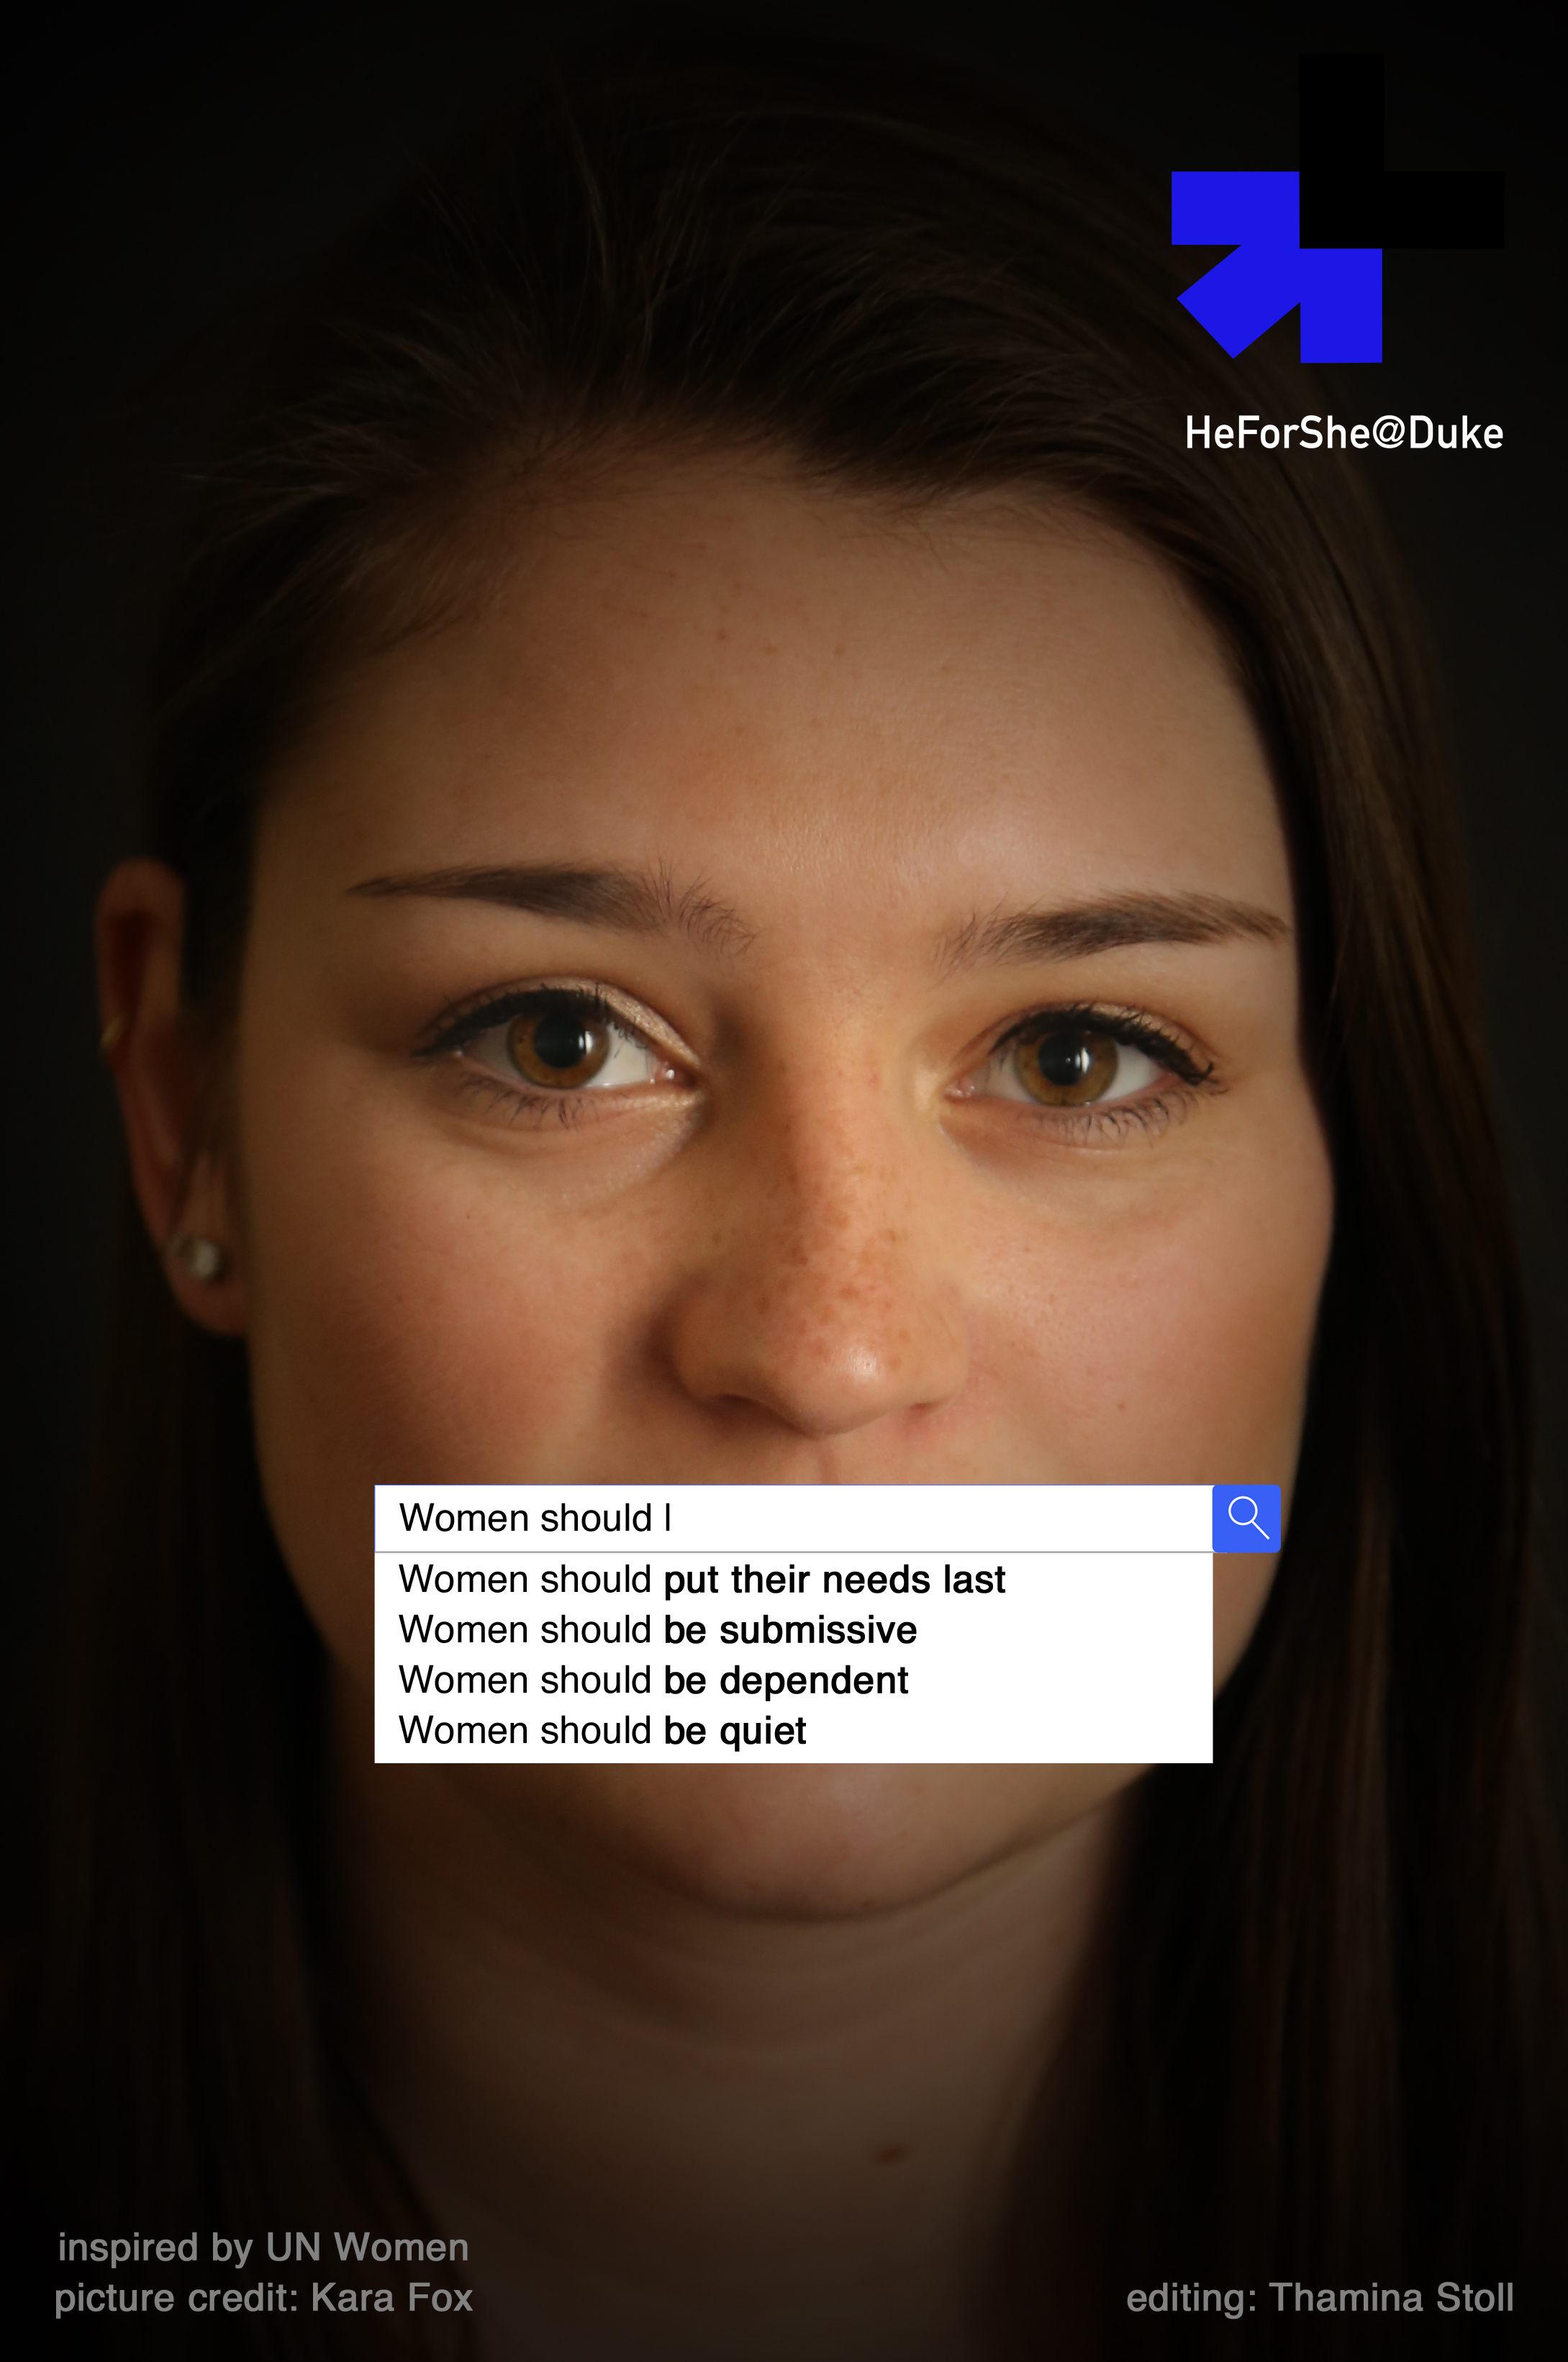 HeForShe@Duke
Women should
Women should put their needs last
Women should be submissive
Women should be dependent
Women should be quiet
inspired by UN Women
picture credit: Kara Fox
editing: Thamina Stoll